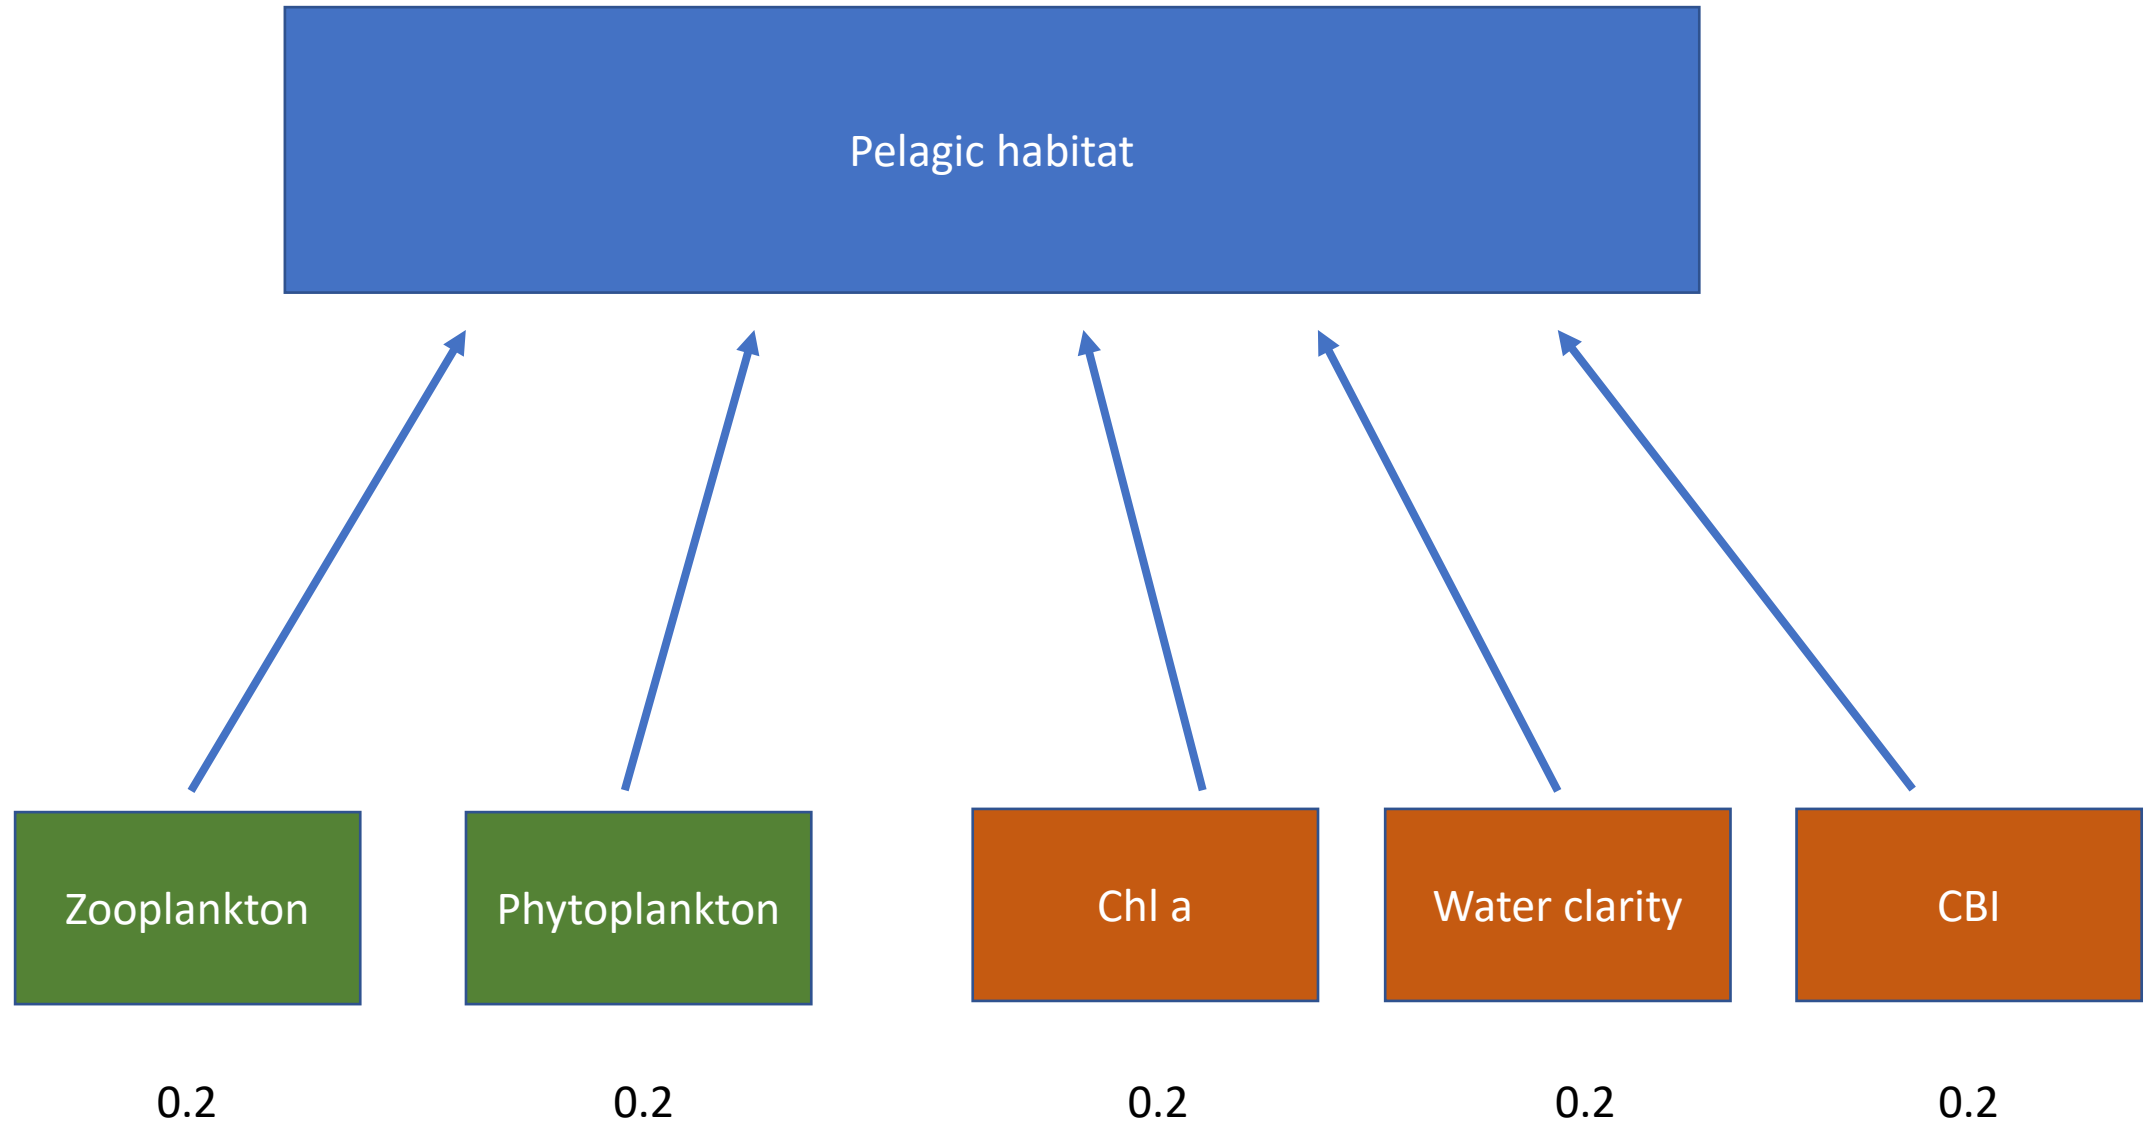 Pelagic habitat
Zooplankton
Phytoplankton
Chl a
Water clarity
CBI
0.2
0.2
0.2
0.2
0.2